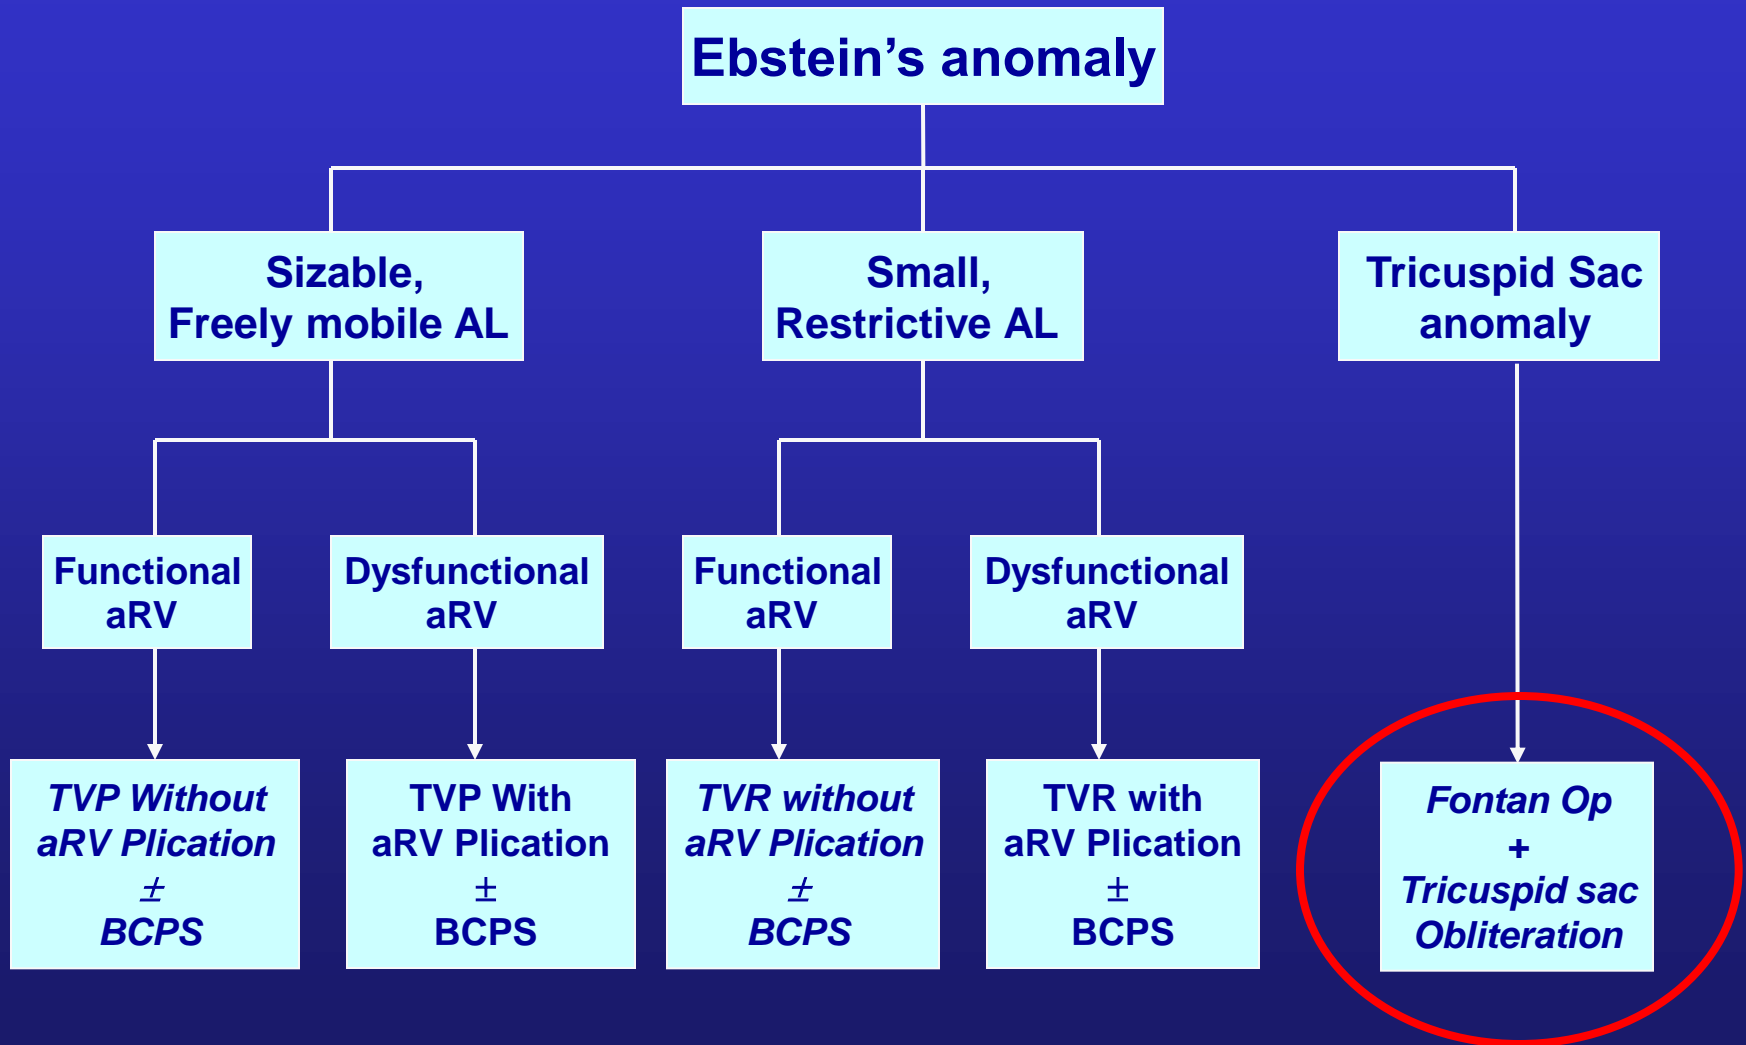 Ebstein’s anomaly
Sizable,
Freely mobile AL
Small,
Restrictive AL
Tricuspid Sac
anomaly
Functional
aRV
Dysfunctional
aRV
Functional
aRV
Dysfunctional
aRV
TVP Without
aRV Plication
±
BCPS
TVP With
aRV Plication
±
BCPS
TVR without
aRV Plication
±
BCPS
TVR with
aRV Plication
±
BCPS
Fontan Op
+
Tricuspid sac
Obliteration